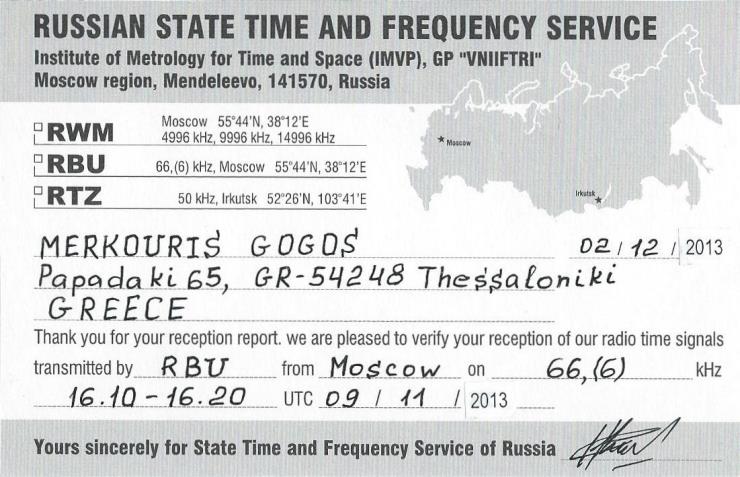 RUSSIAN STATE TIME AND FREQUENCY SERVICE
Institute of Metrology for Time and Space (IMVP), GP "VNIIFTRI"
Moscow region, Mendeleevo, 141570, Russia
RWM Moscow 55°44'N, 38°12'E
4996 kHz, 9996 kHz, 14996 kHz
RBU 66,(6) kHz, Moscow 55°44'N, 38°12'E
RTZ 50 kHz, Irkutsk 52°26'N, 103°41'E
Moscow
Irkutsk
MERKOURIS GOGOS 02 / 12 / 2013
Papadaki 65, GR-54248 Thessaloniki
GREECE
Thank you for your reception report. we are pleased to verify your reception of our radio time signals
transmitted by RBU from Moscow on 66,(6) kHz
16.10 - 16.20 UTC 09 / 11 / 2013
Yours sincerely for State Time and Frequency Service of Russia